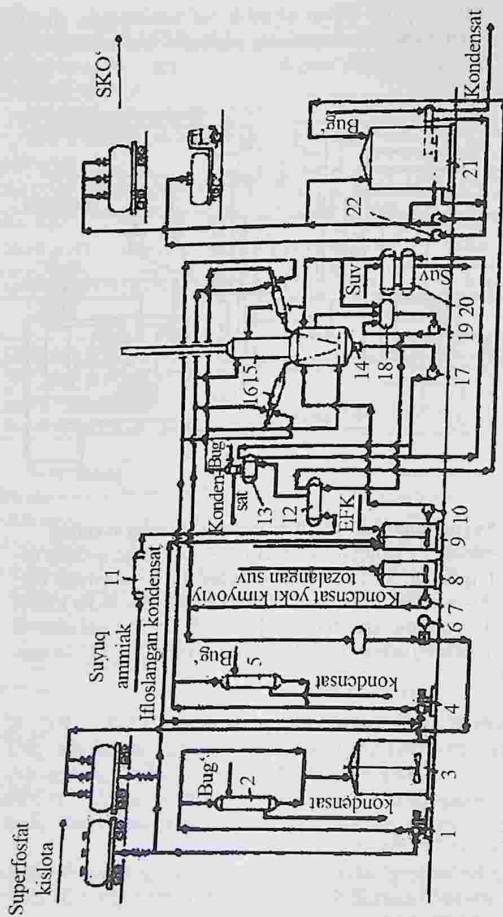 Superfosfat
kislota
Suyuq
ammiak
Ifloslangan kondensat
11
SKO‘
Bug‘
2
kondensat
1
3
Bug‘
5
kondensat
4
6
Kondensat yoki kimyoviy
tozalangan suv
7
8
EFK
9
10
Konden-
sat
Bug‘
13
12
16
15
14
17
Suv
Suv
18
19
20
Bug‘
22
21
Kondensat